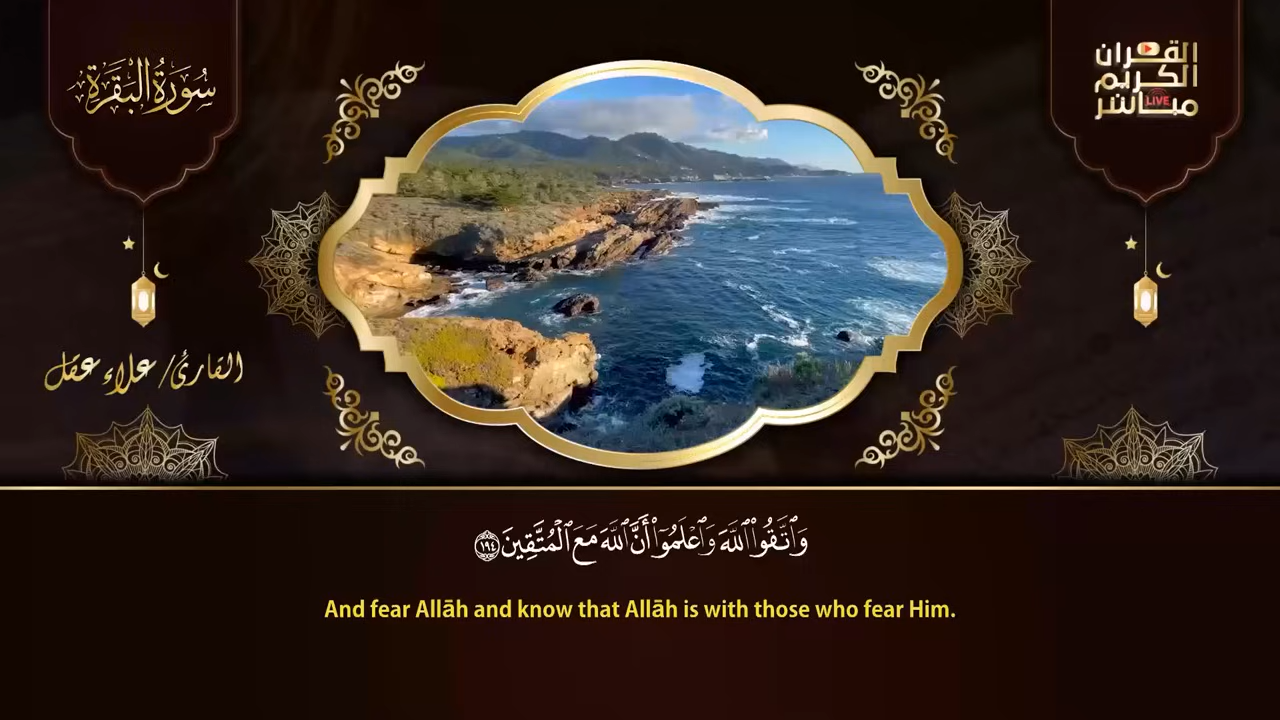 سُورَةُ البَقَرَةِ
القرآن
الكريم
مباشر
LIVE
القارئ/ علاء عقل
وَٱتَّقُوا۟ ٱللَّهَ وَٱعْلَمُوٓا۟ أَنَّ ٱللَّهَ مَعَ ٱلْمُتَّقِينَ ١٩٤
And fear Allāh and know that Allāh is with those who fear Him.